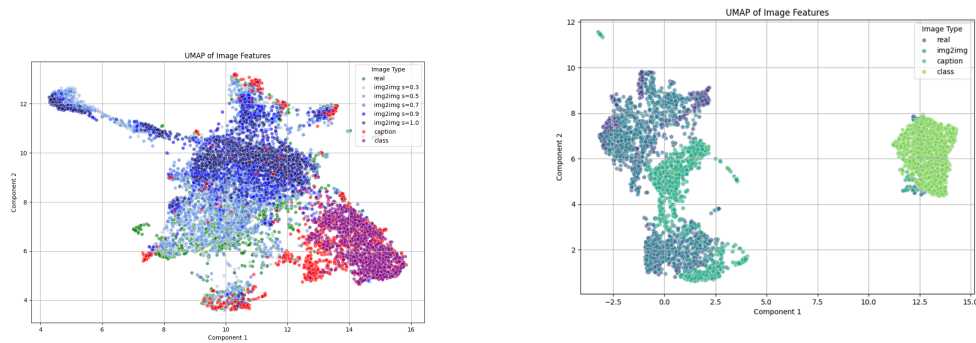 UMAP of Image Features
Component 2
12
10
8
6
4
4
6
8
10
12
14
16
Component 1
Image Type
real
img2img s=0.3
img2img s=0.5
img2img s=0.7
img2img s=0.9
img2img s=1.0
caption
class
UMAP of Image Features
Component 2
12
10
8
6
4
2
-2.5
0.0
2.5
5.0
7.5
10.0
12.5
15.0
Component 1
Image Type
real
img2img
caption
class